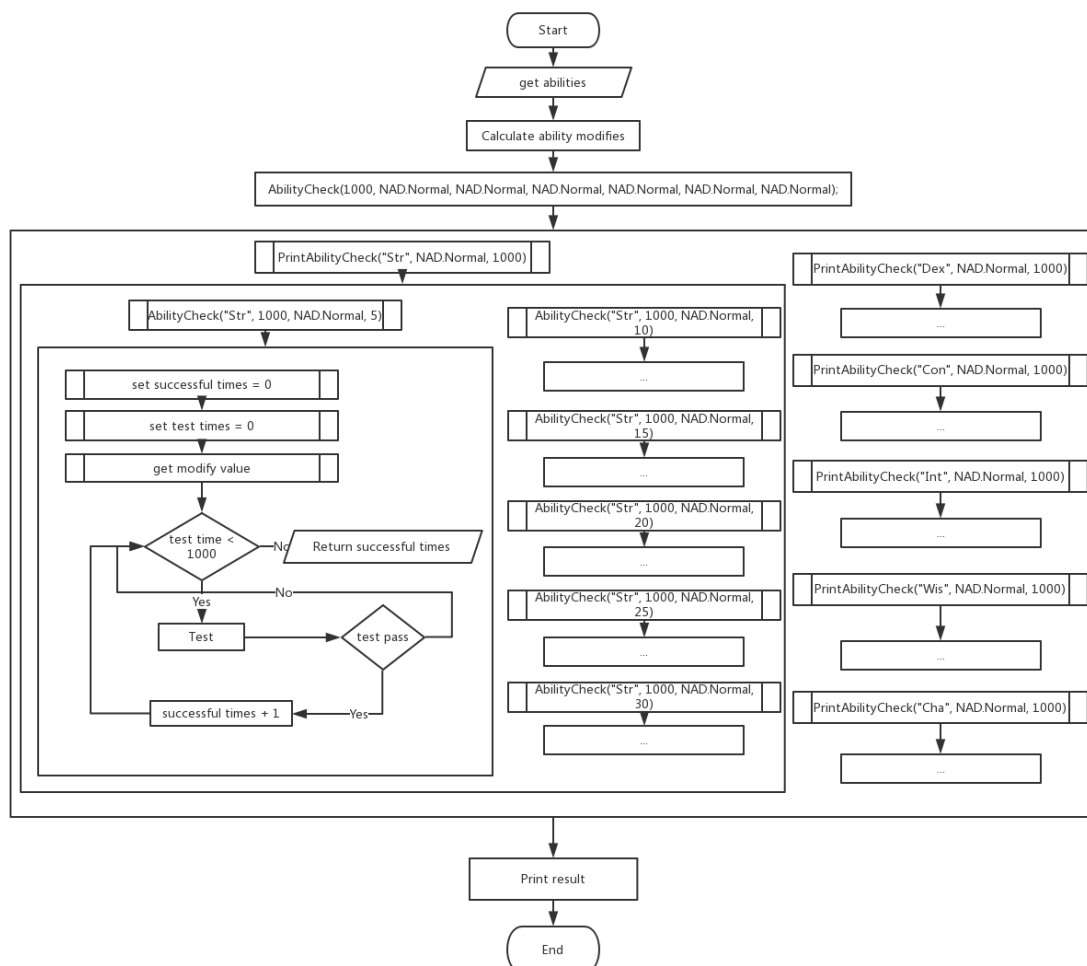 Start
get abilities
Calculate ability modifies
AbilityCheck(1000, NAD.Normal, NAD.Normal, NAD.Normal, NAD.Normal, NAD.Normal, NAD.Normal);
PrintAbilityCheck("Str", NAD.Normal, 1000)
AbilityCheck("Str", 1000, NAD.Normal, 5)
set successful times = 0
set test times = 0
get modify value
test time <
1000
No
Return successful times
Yes
No
Test
test pass
successful times + 1
Yes
AbilityCheck("Str", 1000, NAD.Normal,
10)
...
AbilityCheck("Str", 1000, NAD.Normal,
15)
...
AbilityCheck("Str", 1000, NAD.Normal,
20)
...
AbilityCheck("Str", 1000, NAD.Normal,
25)
...
AbilityCheck("Str", 1000, NAD.Normal,
30)
...
PrintAbilityCheck("Dex", NAD.Normal, 1000)
...
PrintAbilityCheck("Con", NAD.Normal, 1000)
...
PrintAbilityCheck("Int", NAD.Normal, 1000)
...
PrintAbilityCheck("Wis", NAD.Normal, 1000)
...
PrintAbilityCheck("Cha", NAD.Normal, 1000)
...
Print result
End